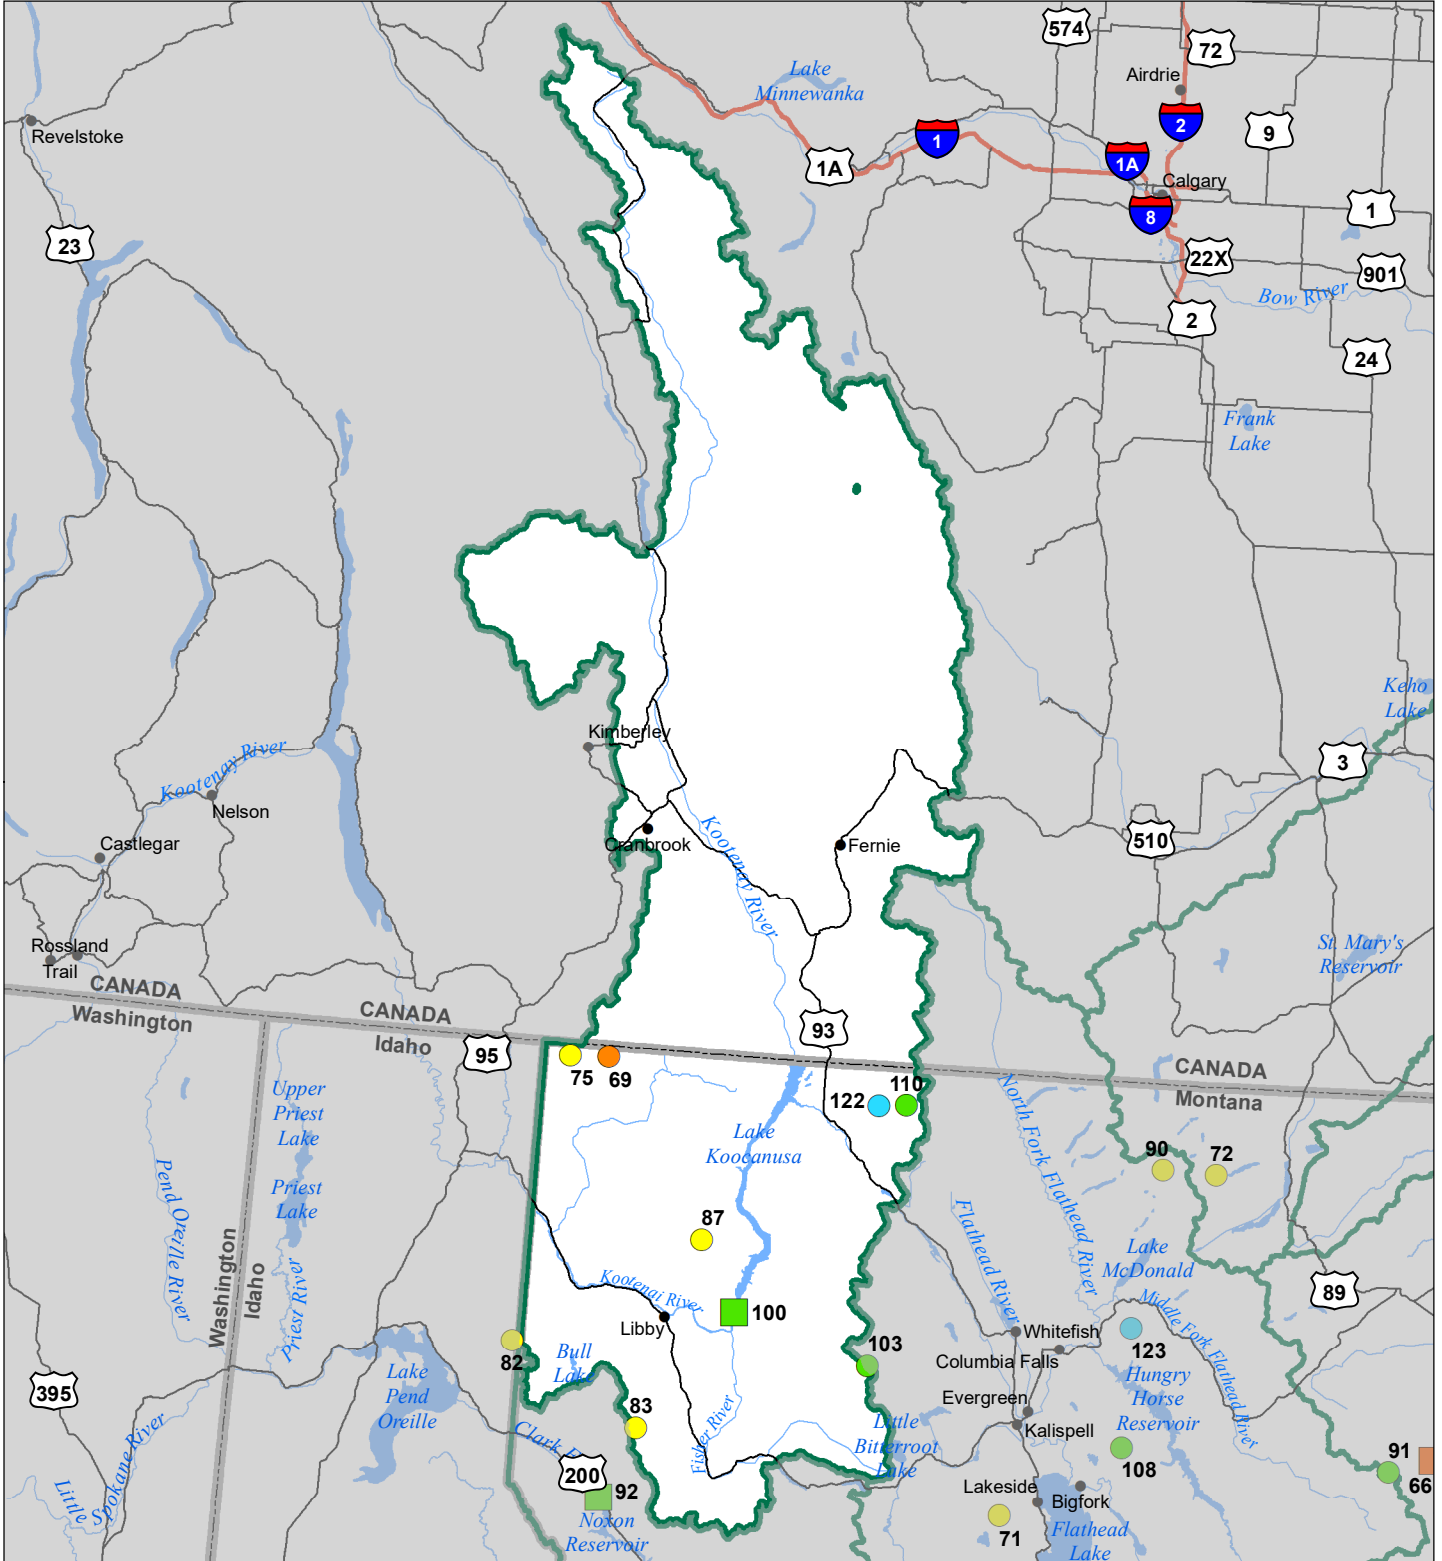 574
72
Airdrie
Lake
Minnewanka
2
9
Revelstoke
1
1A
1A
Calgary
8
1
23
22X
901
Bow River
2
24
Frank
Lake
Keho
Lake
Kimberley
Kootenay River
3
Nelson
Castlegar
Cranbrook
Kootenay River
Fernie
510
Rossland
Trail
St. Mary's
Reservoir
CANADA
Washington
CANADA
Idaho
95
93
CANADA
Montana
75
69
110
122
Upper
Priest
Lake
Lake
Koocanusa
North Fork Flathead River
90
72
Pend Oreille River
Priest
Lake
87
Flathead River
Lake
McDonald
Washington
Idaho
Priest River
Kootenai River
100
Libby
89
Middle Fork Flathead River
Whitefish
123
Columbia Falls
82
Bull
Lake
103
395
Lake
Pend
Oreille
Hungry
Horse
Reservoir
83
Evergreen
Kalispell
Little
Bitterroot
Lake
Fisher River
Clark
108
91
66
Little
Spokane River
200
92
Noxon
Reservoir
Lakeside
Bigfork
71
Flathead
Lake